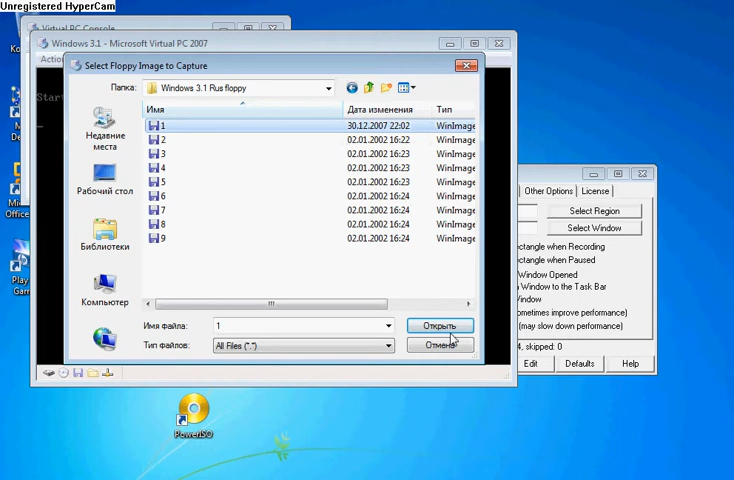 Unregistered HyperCam
Virtual PC Console
Windows 3.1 - Microsoft Virtual PC 2007
Action
Select Floppy Image to Capture
Папка:
Windows 3.1 Rus floppy
Имя
Дата изменения
Тип
1
30.12.2007 22:02
WinImage
2
02.01.2002 16:22
WinImage
3
02.01.2002 16:23
WinImage
4
02.01.2002 16:23
WinImage
5
02.01.2002 16:23
WinImage
6
02.01.2002 16:24
WinImage
7
02.01.2002 16:24
WinImage
8
02.01.2002 16:24
WinImage
9
02.01.2002 16:24
WinImage
Недавние
места
Рабочий стол
Библиотеки
Компьютер
Имя файла:
1
Открыть
Тип файлов:
All Files (*.*)
Отмена
Start
Office
Play
Gam
PowerISO
Other Options
License
Select Region
Select Window
ectangle when Recording
ectangle when Paused
Window Opened
Window to the Task Bar
Window
ometimes improve performance)
(may slow down performance)
4, skipped: 0
Edit
Defaults
Help